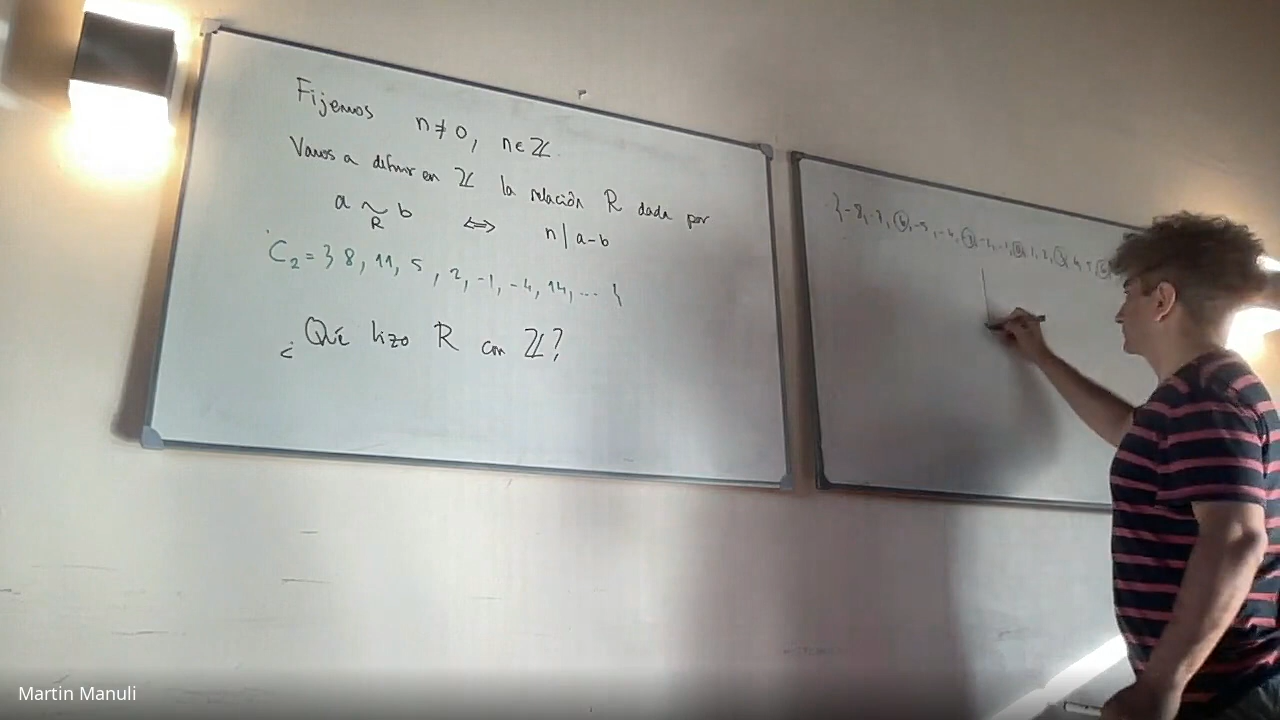 Fijemos n≠0, n∈ℤ.
Vamos a definir en ℤ la relación R dada por
a ~ b ⇔ n | a-b
R
C₂ = { 8, 11, 5, 2, -1, -4, 14, ... }
¿Qué hizo R con ℤ?
{-8, -7, -6, -5, -4, -3, -2, -1, 0, 1, 2, 3, 4, 5, 6
Martin Manuli